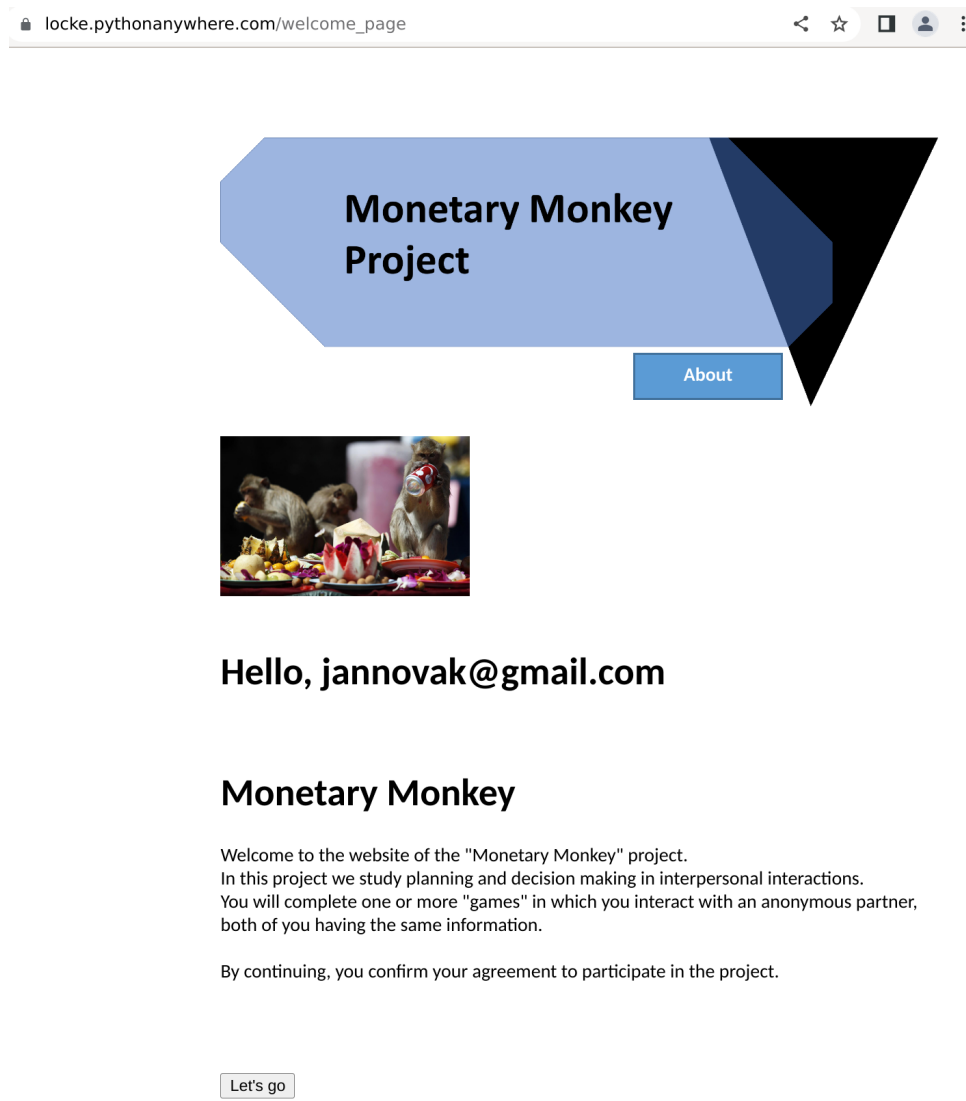 locke.pythonanywhere.com/welcome_page
Monetary Monkey
Project
About
Hello, jannovak@gmail.com
Monetary Monkey
Welcome to the website of the "Monetary Monkey" project.
In this project we study planning and decision making in interpersonal interactions.
You will complete one or more "games" in which you interact with an anonymous partner,
both of you having the same information.
By continuing, you confirm your agreement to participate in the project.
Let's go